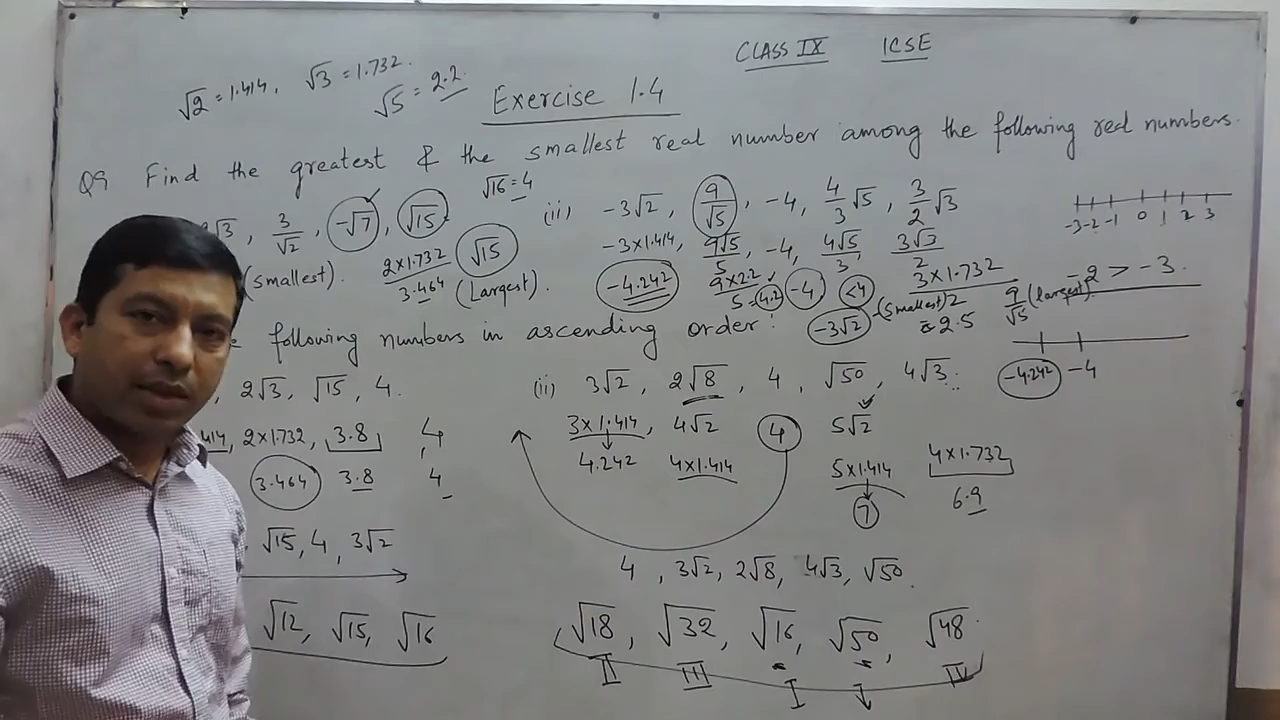 CLASS IX ICSE
√2 = 1.414, √3 = 1.732.
√5 = 2.2
Exercise 1.4
Q9 Find the greatest & the smallest real number among the following real numbers.
√3, 3/√2, -√7, √15
√16 = 4
(smallest). 2×1.732 √15
3.464 (Largest).
(ii) -3√2, 9/√5, -4, 4/3 √5, 3/2 √3
-3×1.414, 9√5/5, -4, 4√5/3, 3√3/2
-4.242 9×2.2/5 = 4.2 -4 <4 3×1.732/2
-3√2 (smallest) ≈ 2.5 9/√5 (largest).
-3 -2 -1 0 1 2 3
-2 > -3.
-4.242 -4
following numbers in ascending order:
2√3, √15, 4.
414, 2×1.732, 3.8, 4
3.464 3.8 4
√15, 4, 3√2
√12, √15, √16
(ii) 3√2, 2√8, 4, √50, 4√3.
3×1.414, 4√2 4 5√2
4.242 4×1.414 5×1.414 4×1.732
7 6.9
4, 3√2, 2√8, 4√3, √50.
√18, √32, √16, √50, √48.
II III I V IV